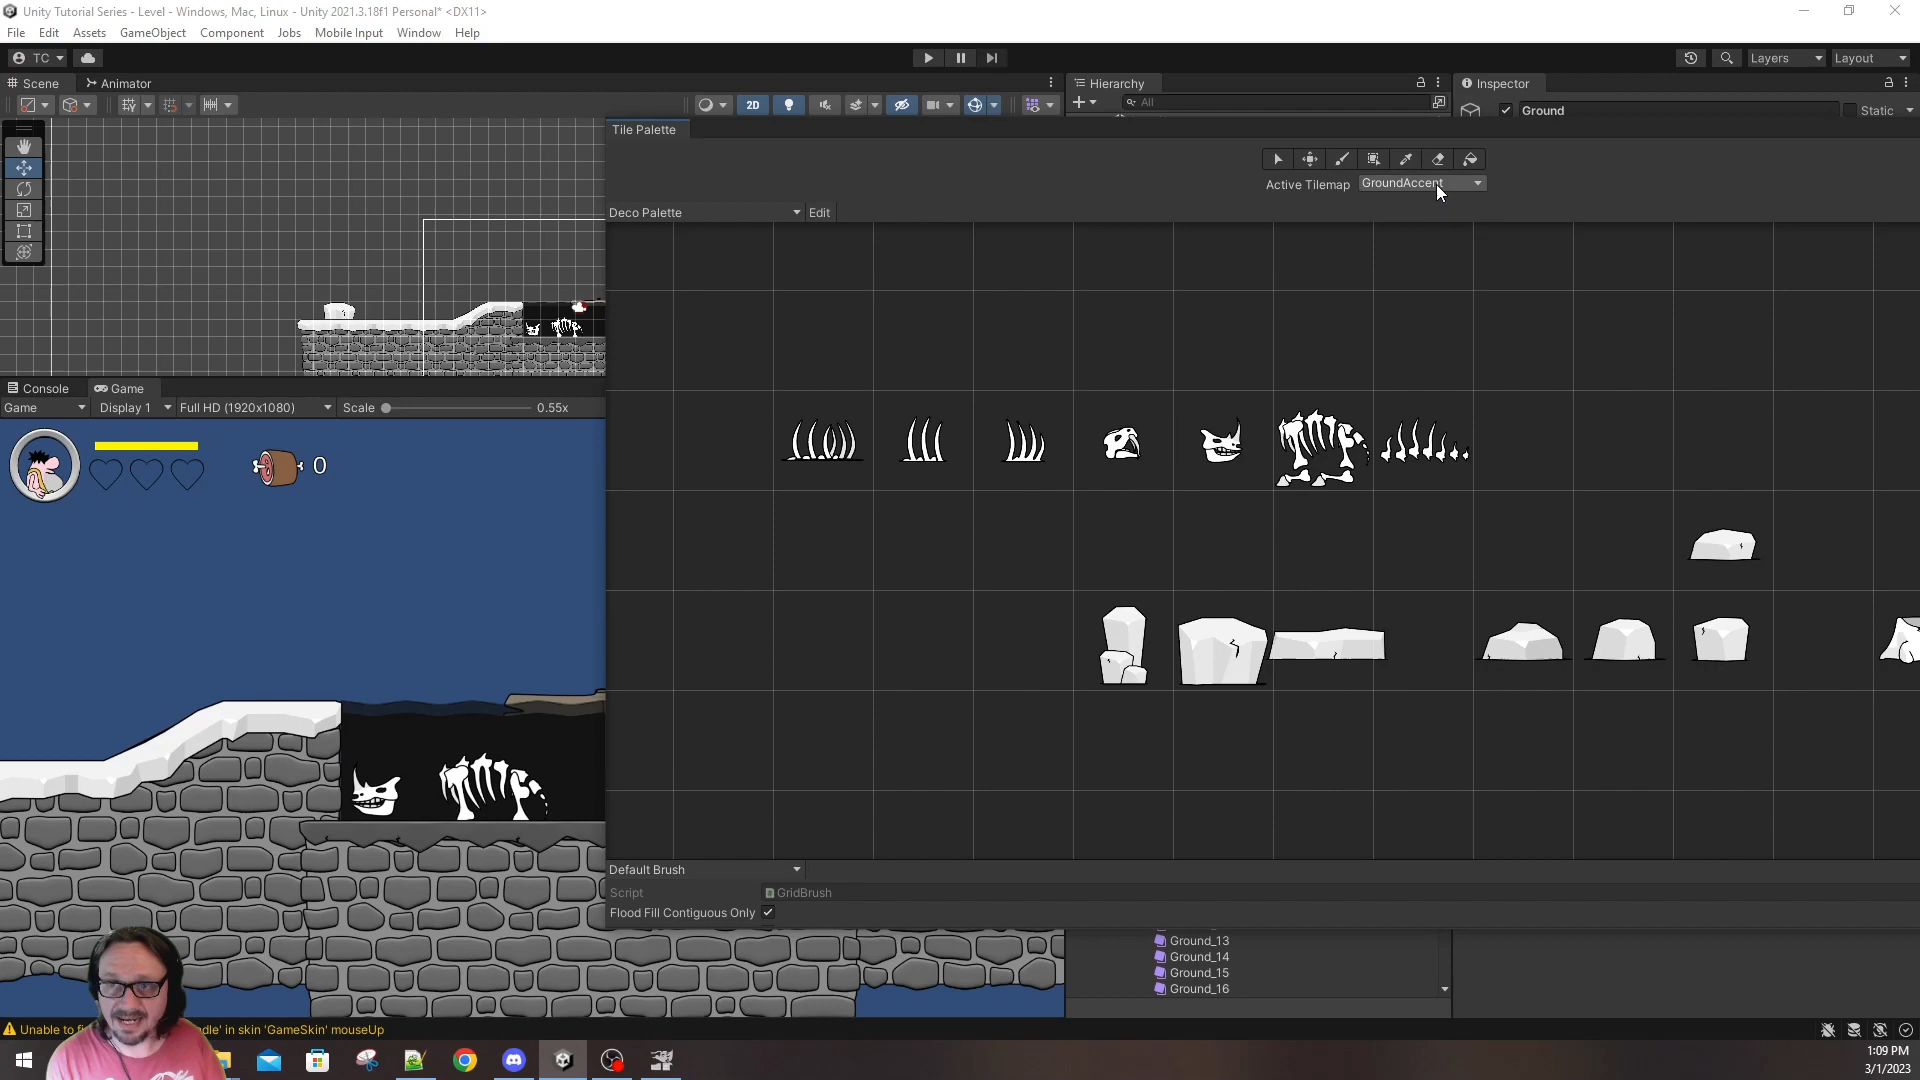 Unity Tutorial Series - Level - Windows, Mac, Linux - Unity 2021.3.18f1 Personal* <DX11>
File Edit Assets GameObject Component Jobs Mobile Input Window Help
TC Layers Layout
Scene Animator Hierarchy Inspector
2D All Ground Static
Tile Palette
Active Tilemap GroundAccent
Deco Palette Edit
Console Game
Game Display 1 Full HD (1920x1080) Scale 0.55x
0
Default Brush
Script GridBrush
Flood Fill Contiguous Only
Ground_13
Ground_14
Ground_15
Ground_16
Unable to fi dle' in skin 'GameSkin' mouseUp
1:09 PM
3/1/2023